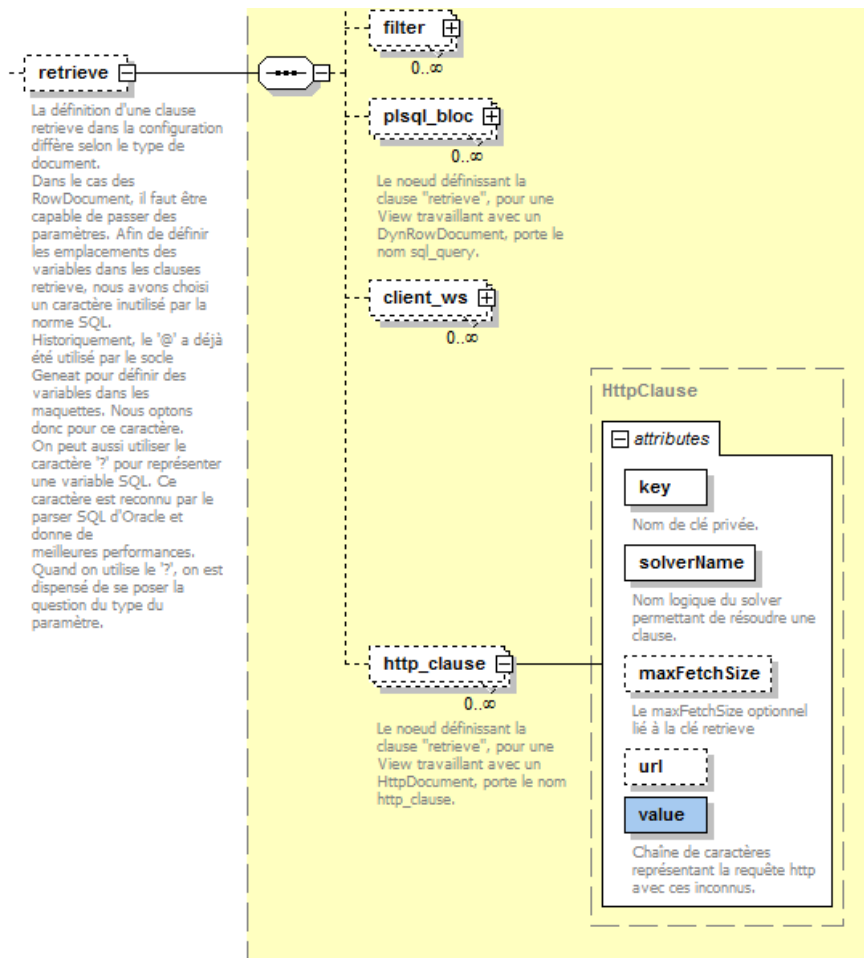 filter
0..∞
retrieve
La définition d'une clause
retrieve dans la configuration
diffère selon le type de
document.
Dans le cas des
RowDocument, il faut être
capable de passer des
paramètres. Afin de définir
les emplacements des
variables dans les clauses
retrieve, nous avons choisi
un caractère inutilisé par la
norme SQL.
Historiquement, le '@' a déjà
été utilisé par le socle
Geneat pour définir des
variables dans les
maquettes. Nous optons
donc pour ce caractère.
On peut aussi utiliser le
caractère '?' pour représenter
une variable SQL. Ce
caractère est reconnu par le
parser SQL d'Oracle et
donne de
meilleures performances.
Quand on utilise le '?', on est
dispensé de se poser la
question du type du
paramètre.
plsql_bloc
0..∞
Le noeud définissant la
clause "retrieve", pour une
View travaillant avec un
DynRowDocument, porte le
nom sql_query.
client_ws
0..∞
http_clause
0..∞
Le noeud définissant la
clause "retrieve", pour une
View travaillant avec un
HttpDocument, porte le nom
http_clause.
HttpClause
attributes
key
Nom de clé privée.
solverName
Nom logique du solver
permettant de résoudre une
clause.
maxFetchSize
Le maxFetchSize optionnel
lié à la clé retrieve
url
value
Chaîne de caractères
représentant la requête http
avec ces inconnus.